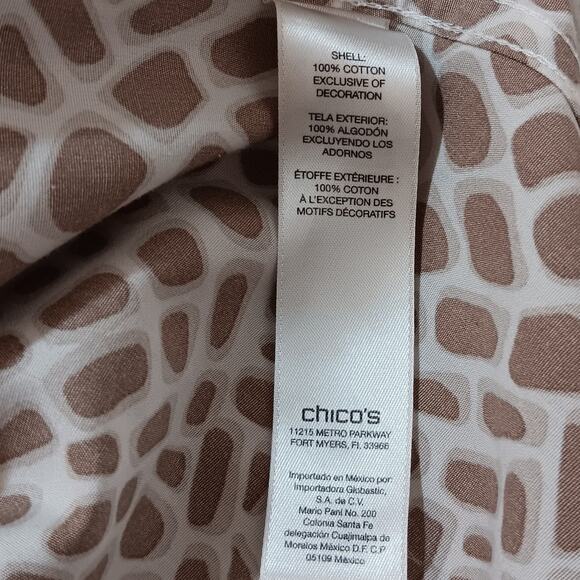 SHELL:
100% COTTON
EXCLUSIVE OF
DECORATION
TELA EXTERIOR:
100% ALGODÓN
EXCLUYENDO LOS
ADORNOS
ÉTOFFE EXTÉRIEURE :
100% COTON
À L'EXCEPTION DES
MOTIFS DÉCORATIFS
chico's
11215 METRO PARKWAY
FORT MYERS, FL 33966
Importado en México por:
Importadora Globastic,
S.A. de C.V.
Mario Pani No. 200
Colonia Santa Fe
delegación Cuajimalpa de
Morelos México D.F. C.P
05109 México